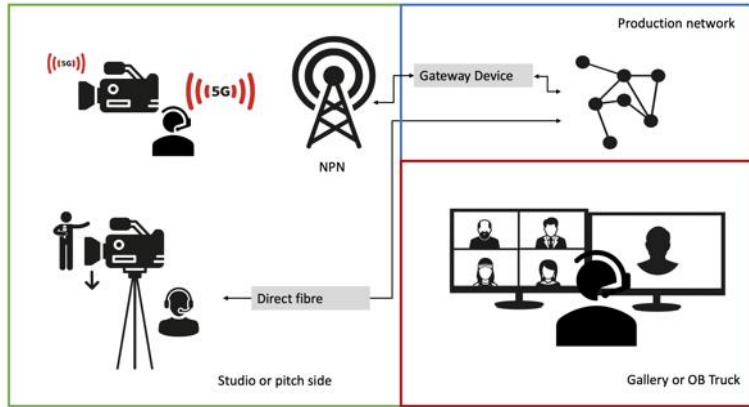 Production network
((5G))
((5G))
Gateway Device
NPN
Direct fibre
Studio or pitch side
Gallery or OB Truck